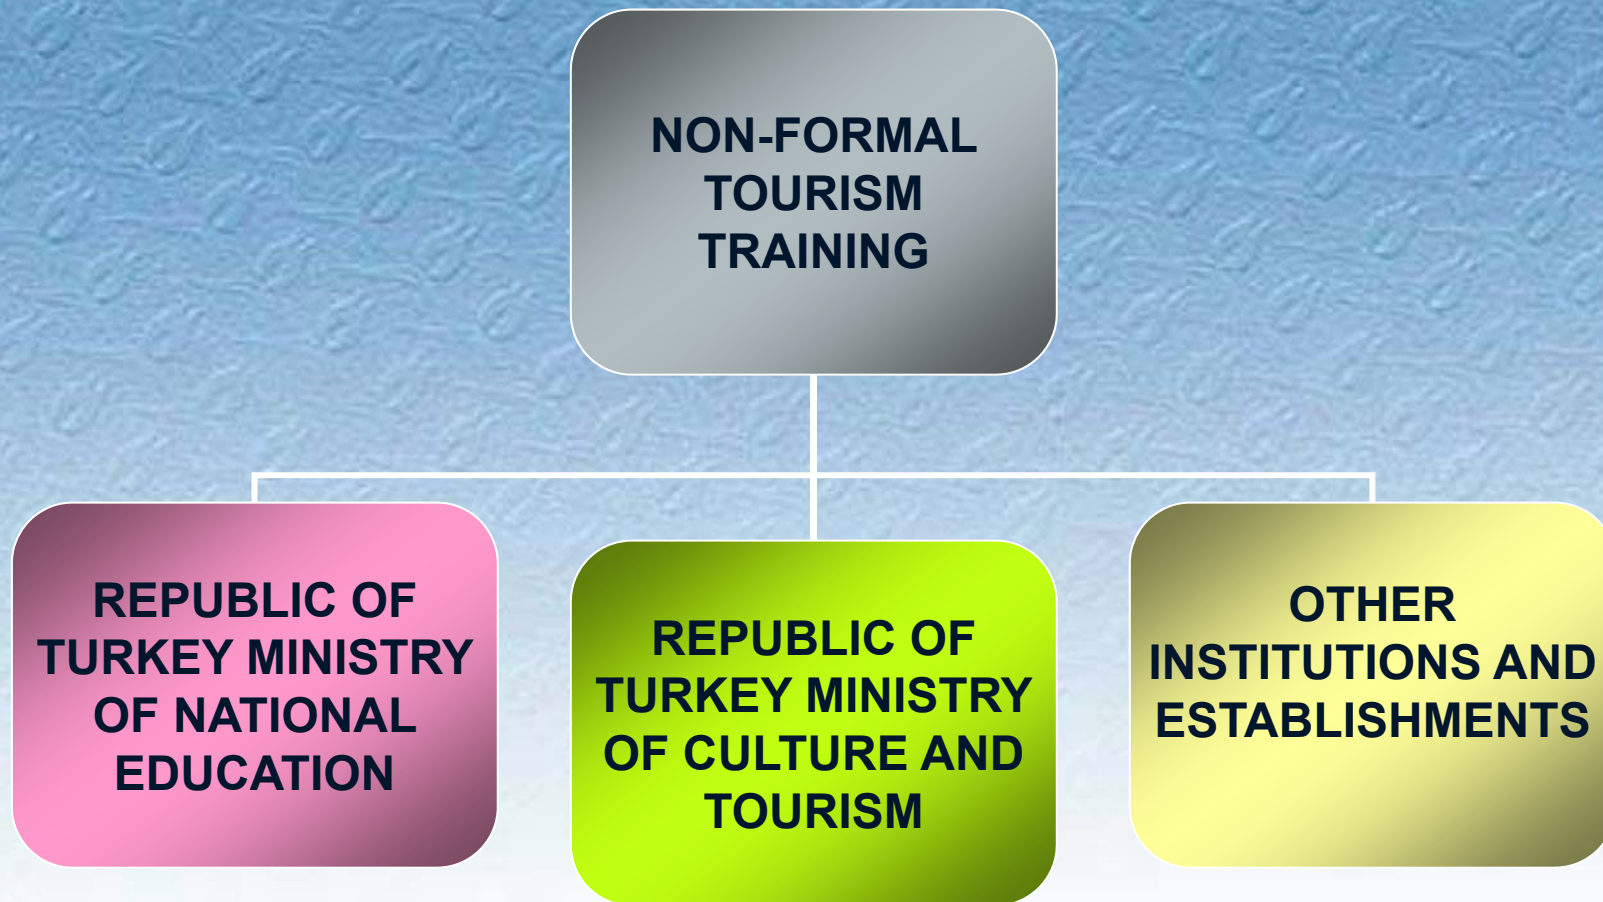 NON-FORMAL
TOURISM
TRAINING
REPUBLIC OF
TURKEY MINISTRY
OF NATIONAL
EDUCATION
REPUBLIC OF
TURKEY MINISTRY
OF CULTURE AND
TOURISM
OTHER
INSTITUTIONS AND
ESTABLISHMENTS